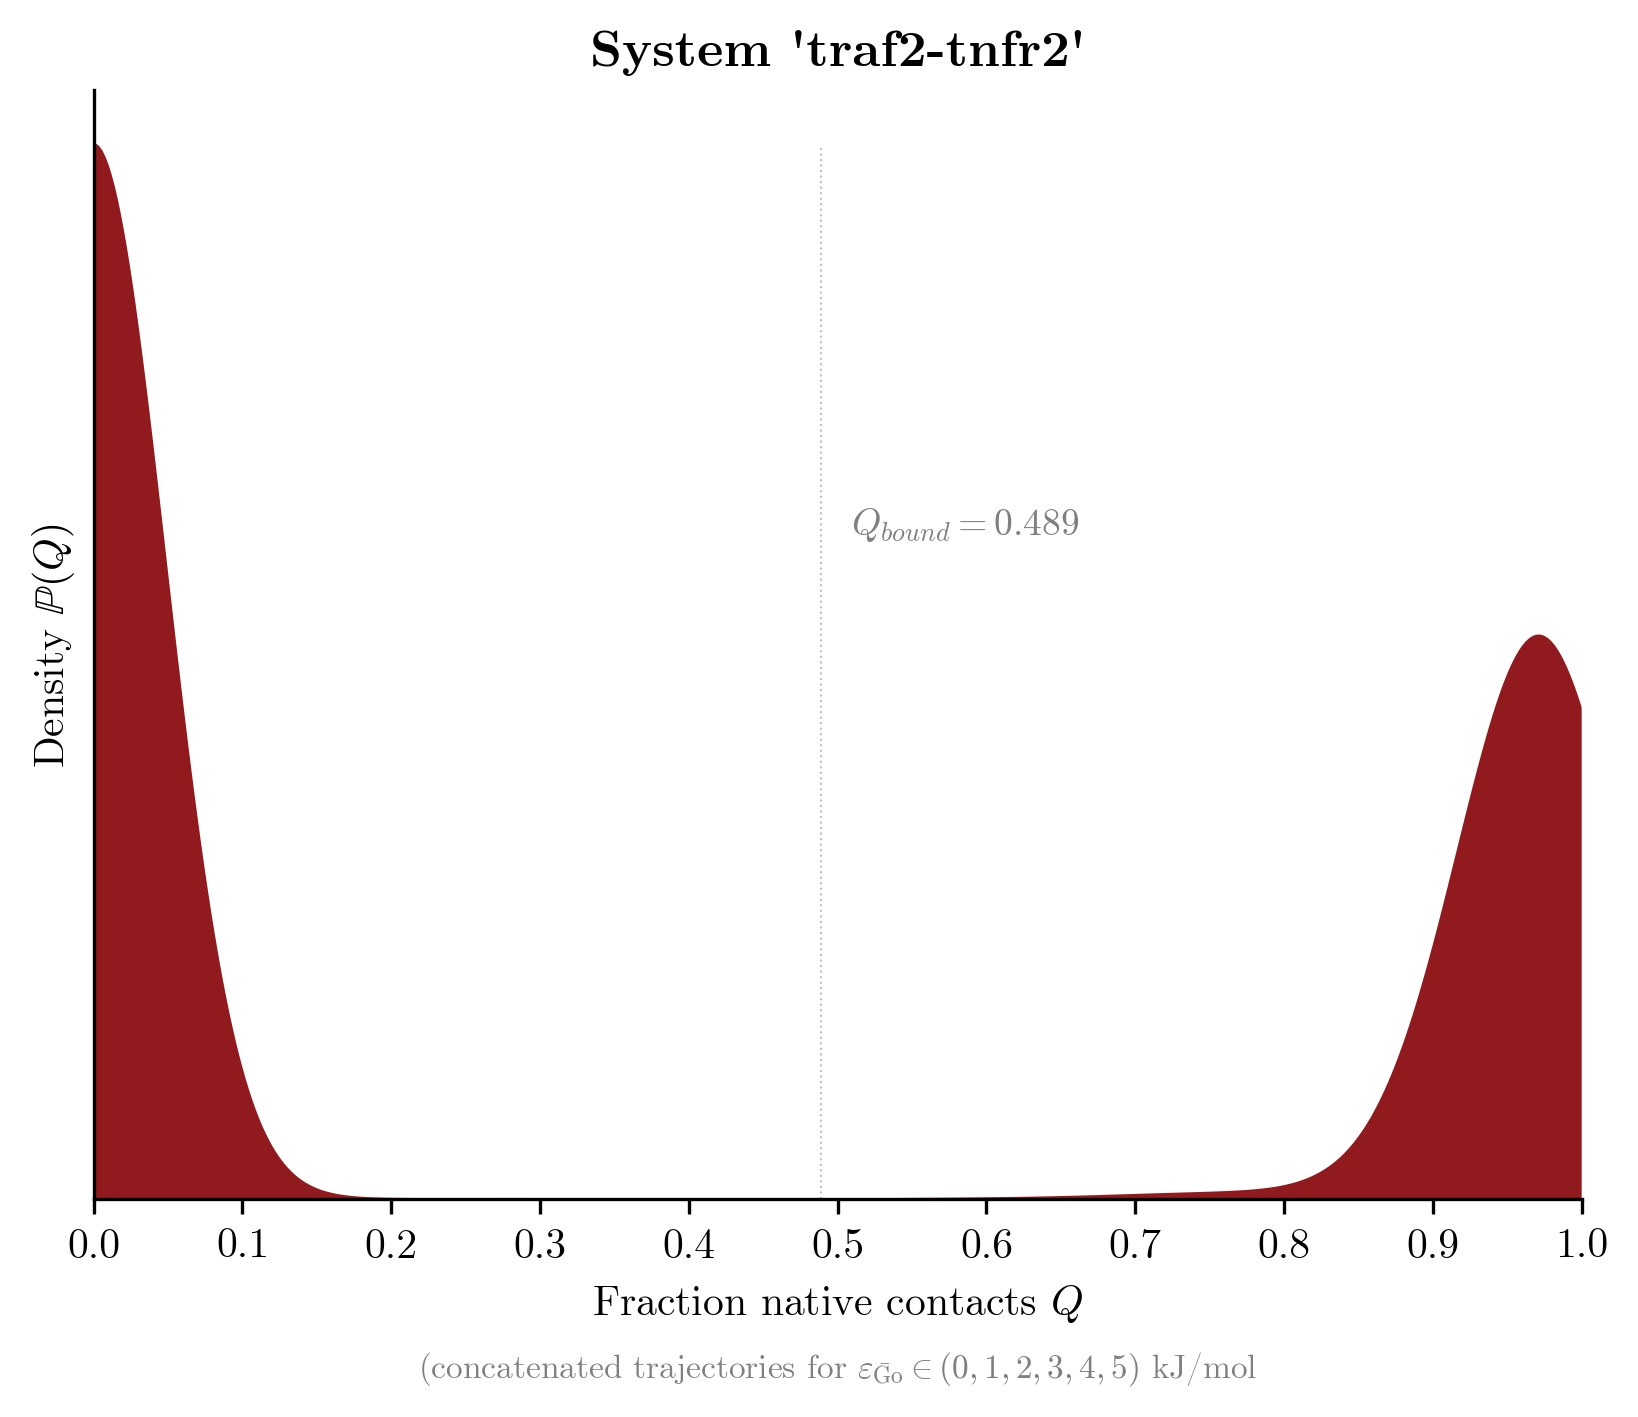 System 'traf2-tnfr2'
Density ℙ(Q)
Q_bound = 0.489
0.0 0.1 0.2 0.3 0.4 0.5 0.6 0.7 0.8 0.9 1.0
Fraction native contacts Q
(concatenated trajectories for ε_Ḡo ∈ (0, 1, 2, 3, 4, 5) kJ/mol